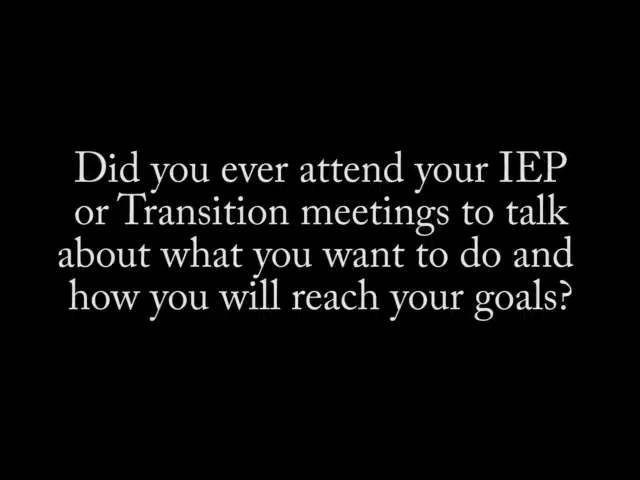 Did you ever attend your IEP
or Transition meetings to talk
about what you want to do and
how you will reach your goals?